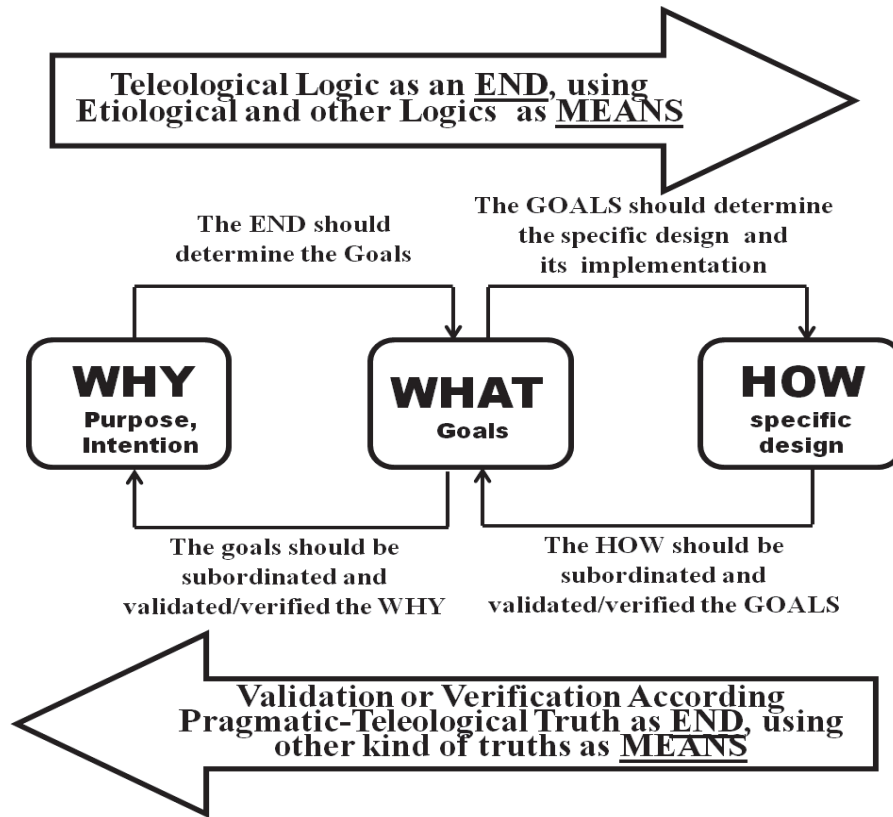 Teleological Logic as an END, using
Etiological and other Logics as MEANS
The END should
determine the Goals
The GOALS should determine
the specific design and
its implementation
WHY
Purpose,
Intention
WHAT
Goals
HOW
specific
design
The goals should be
subordinated and
validated/verified the WHY
The HOW should be
subordinated and
validated/verified the GOALS
Validation or Verification According
Pragmatic-Teleological Truth as END, using
other kind of truths as MEANS